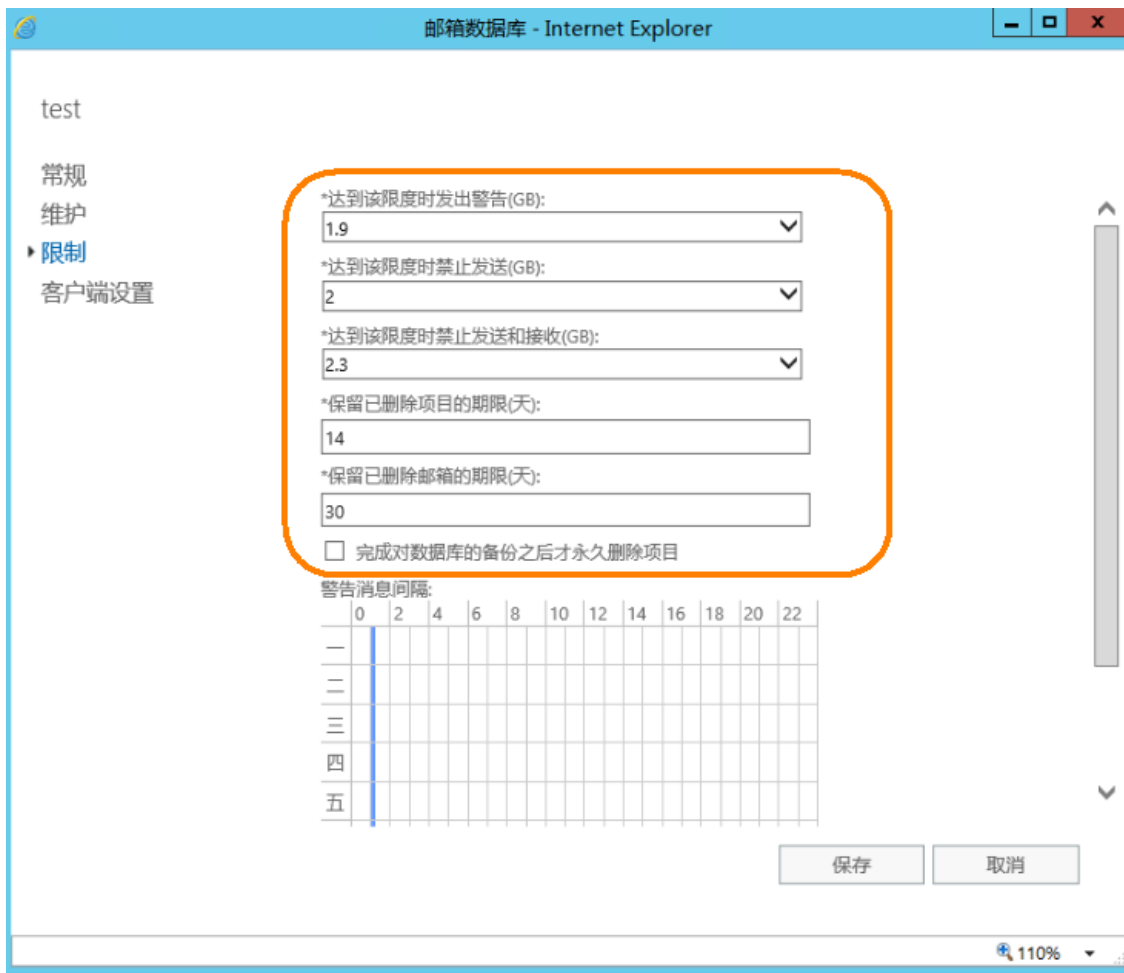 邮箱数据库 - Internet Explorer
test
常规
维护
限制
客户端设置
*达到该限度时发出警告(GB):
1.9
*达到该限度时禁止发送(GB):
2
*达到该限度时禁止发送和接收(GB):
2.3
*保留已删除项目的期限(天):
14
*保留已删除邮箱的期限(天):
30
完成对数据库的备份之后才永久删除项目
警告消息间隔:
0 2 4 6 8 10 12 14 16 18 20 22
一
二
三
四
五
保存 取消
110%